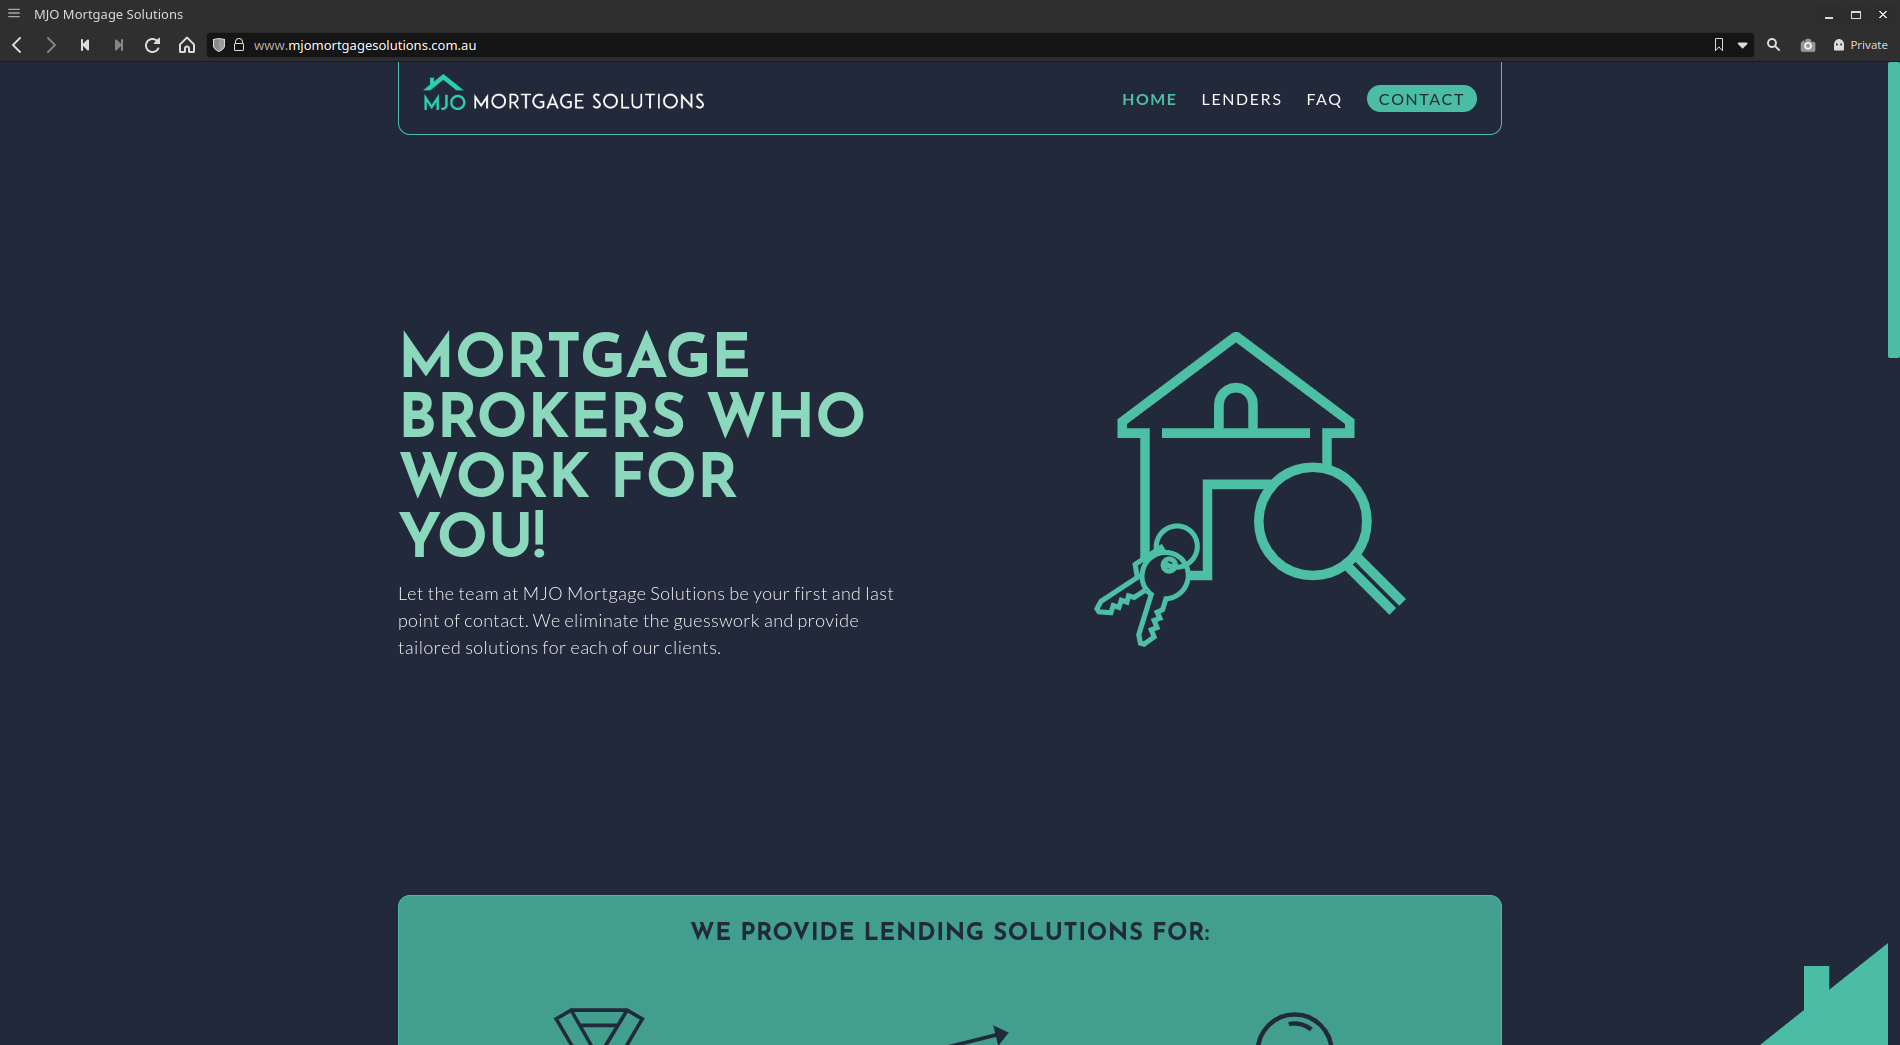 MJO Mortgage Solutions
www.mjomortgagesolutions.com.au
Private
MJO MORTGAGE SOLUTIONS
HOME
LENDERS
FAQ
CONTACT
MORTGAGE
BROKERS WHO
WORK FOR
YOU!
Let the team at MJO Mortgage Solutions be your first and last
point of contact. We eliminate the guesswork and provide
tailored solutions for each of our clients.
WE PROVIDE LENDING SOLUTIONS FOR: